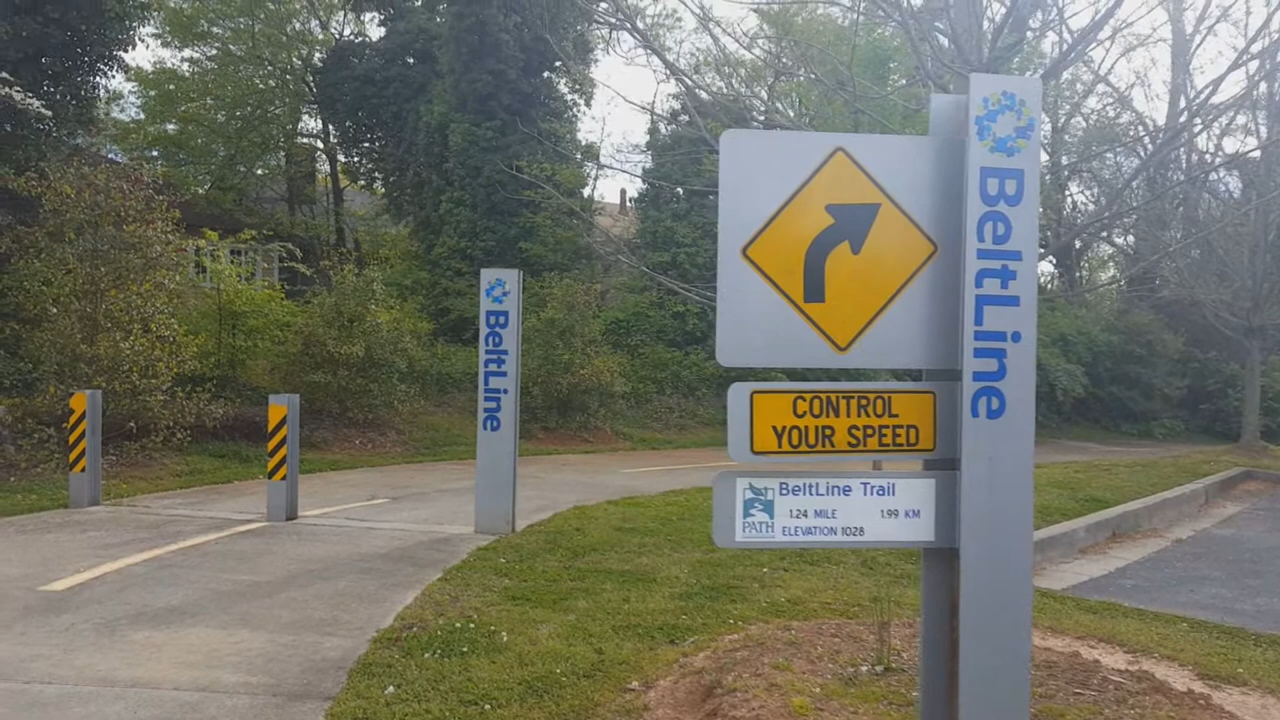 BeltLine
BeltLine
CONTROL
YOUR SPEED
BeltLine Trail
1.24 MILE 1.99 KM
ELEVATION 1028
PATH